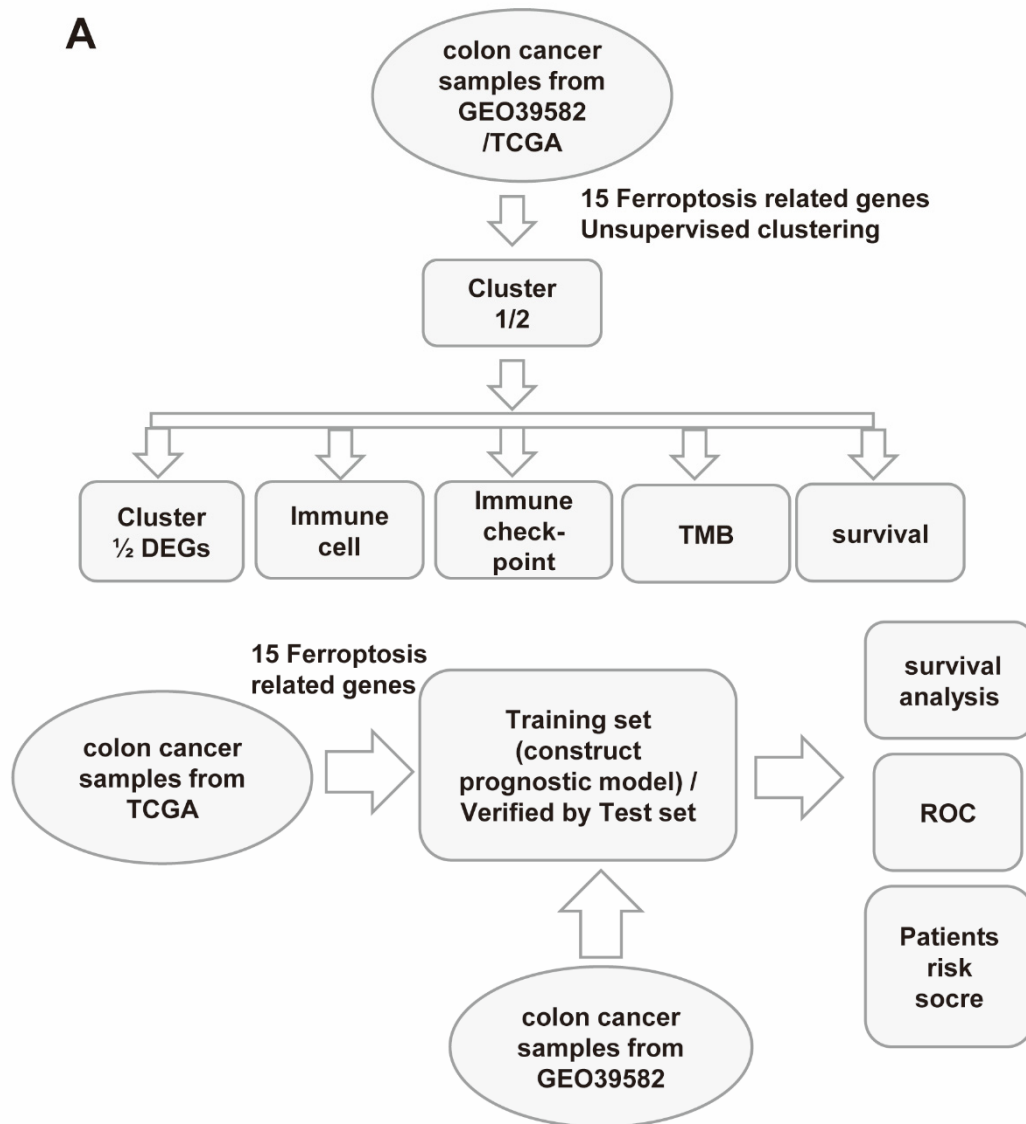 A
colon cancer
samples from
GEO39582
/TCGA
15 Ferroptosis related genes
Unsupervised clustering
Cluster
1/2
Cluster
½ DEGs
Immune
cell
Immune
check-
point
TMB
survival
15 Ferroptosis
related genes
colon cancer
samples from
TCGA
Training set
(construct
prognostic model) /
Verified by Test set
survival
analysis
ROC
Patients
risk
socre
colon cancer
samples from
GEO39582